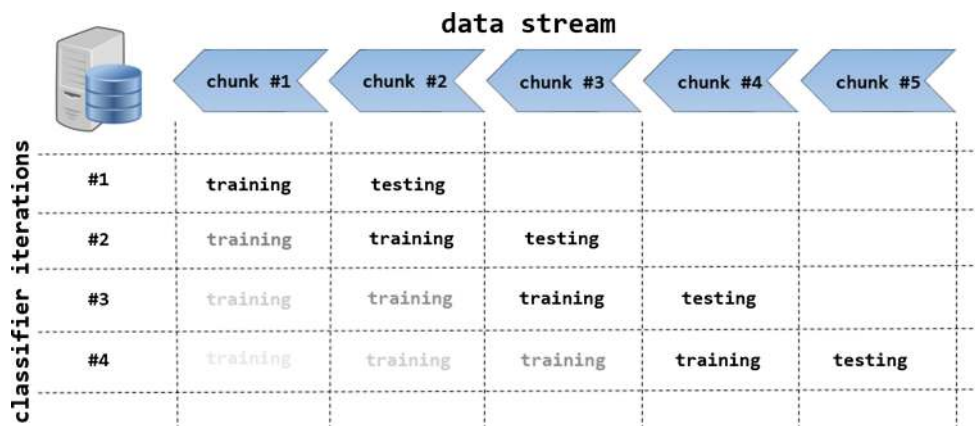 data stream
chunk #1 chunk #2 chunk #3 chunk #4 chunk #5
classifier iterations
#1 training testing
#2 training training testing
#3 training training training testing
#4 training training training training testing